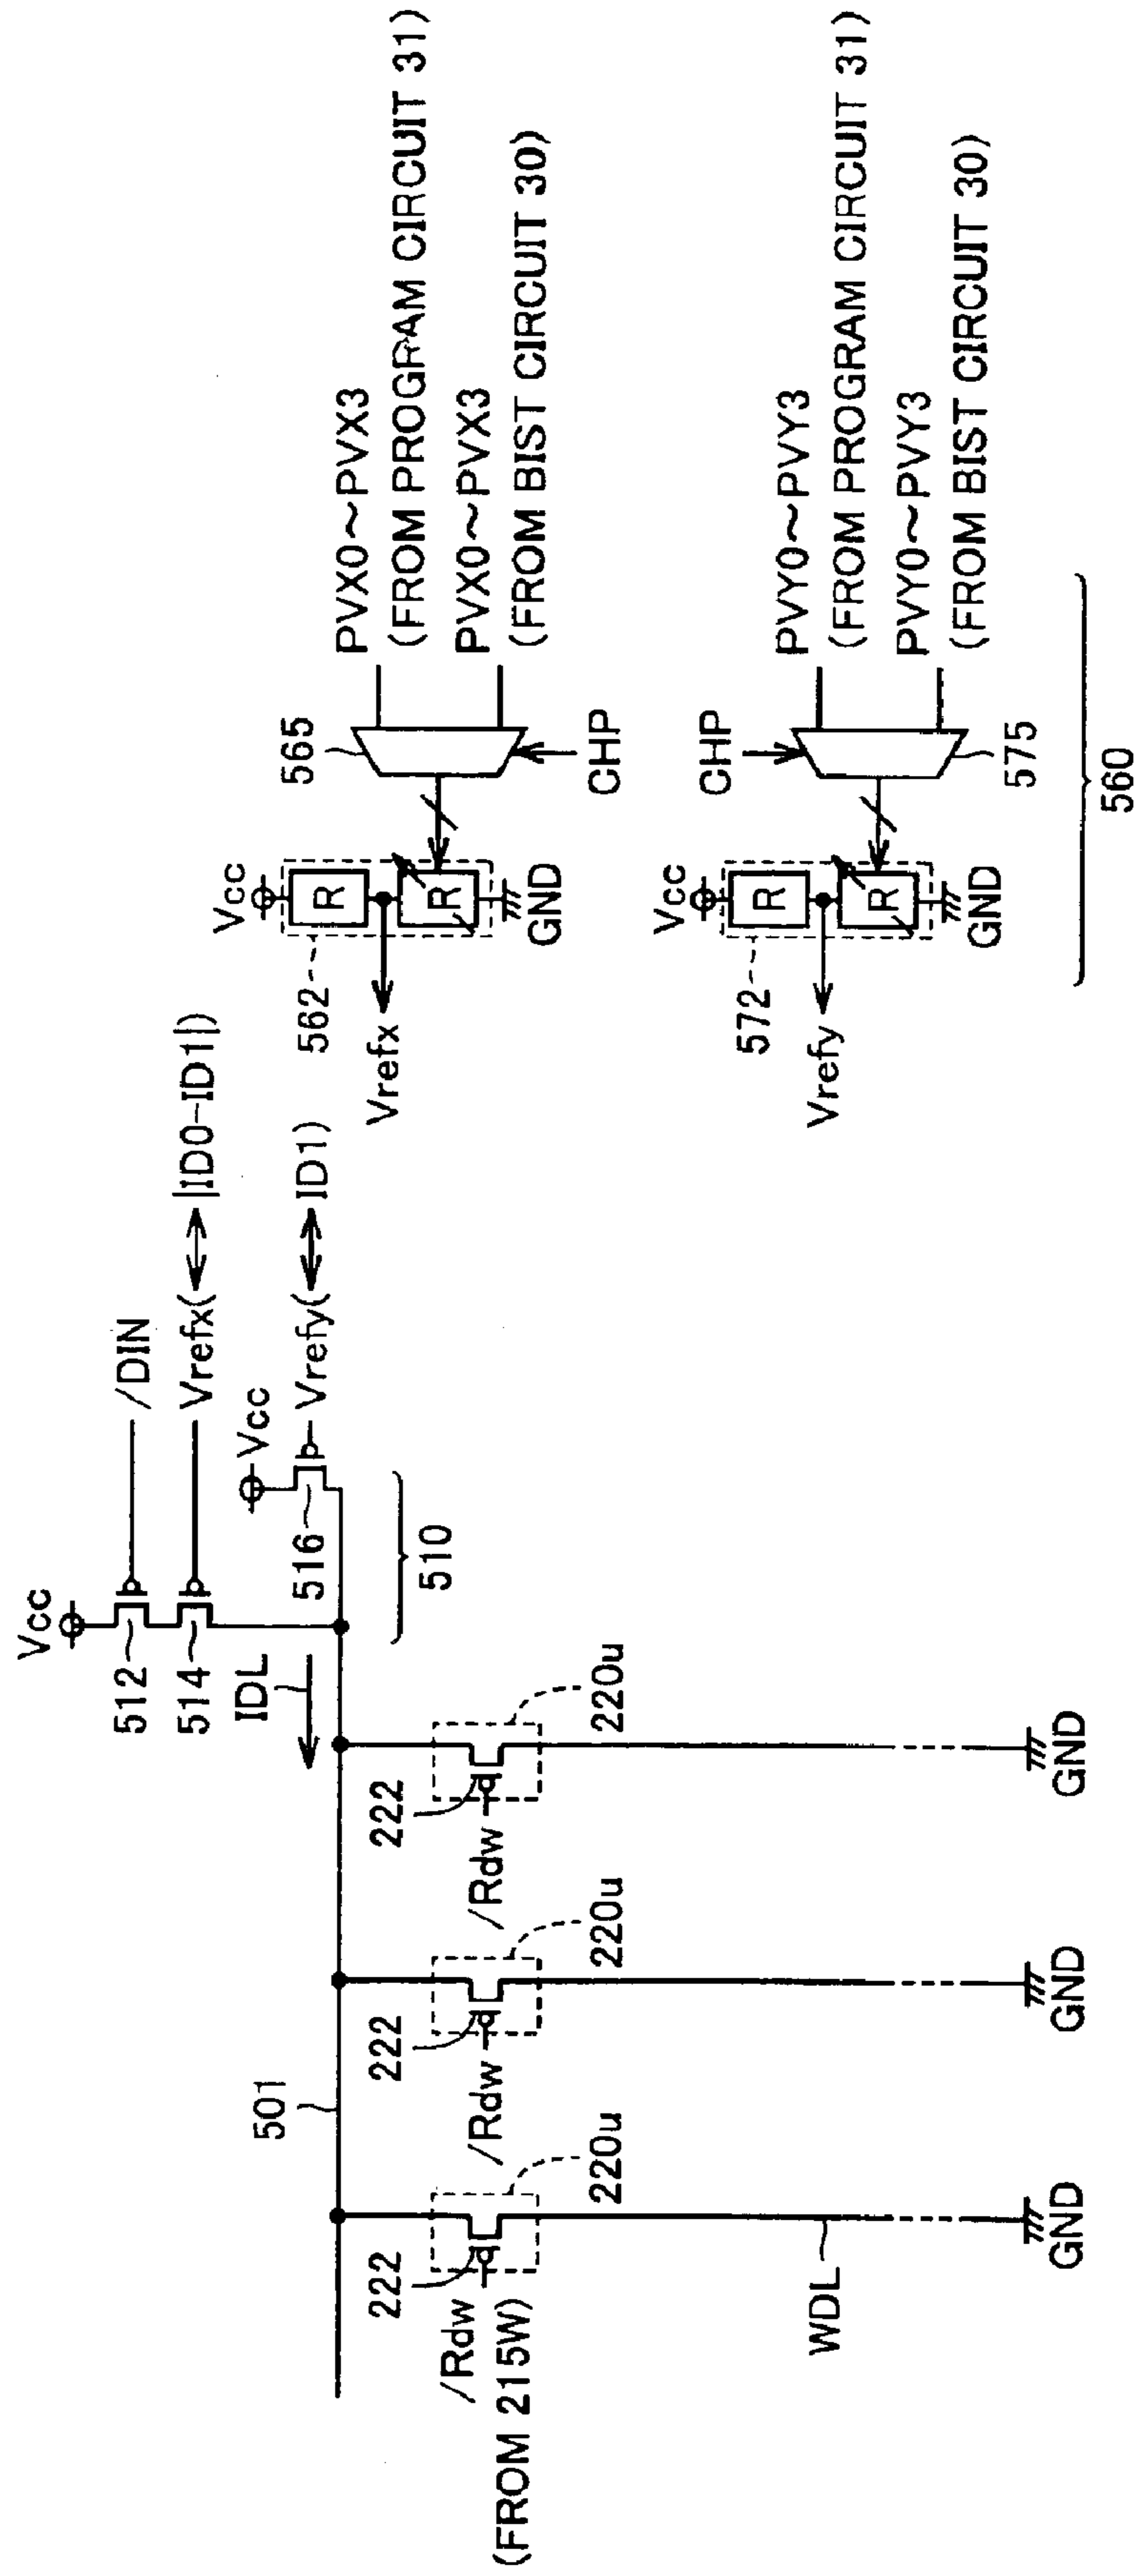 Vcc
512
514
/DIN
Vrefx(⟷|ID0-ID1|)
Vcc
516
Vrefy(⟷ID1)
IDL
510
501
222
/Rdw
(FROM 215W)
220u
222
/Rdw
220u
222
/Rdw
220u
WDL
GND
GND
GND
562
Vcc
R
R
GND
Vrefx
565
CHP
PVX0~PVX3
(FROM PROGRAM CIRCUIT 31)
PVX0~PVX3
(FROM BIST CIRCUIT 30)
572
Vcc
R
R
GND
Vrefy
CHP
575
PVY0~PVY3
(FROM PROGRAM CIRCUIT 31)
PVY0~PVY3
(FROM BIST CIRCUIT 30)
560